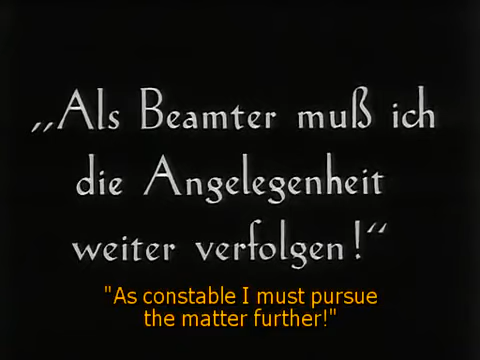 „Als Beamter muß ich
die Angelegenheit
weiter verfolgen!“
"As constable I must pursue
the matter further!"